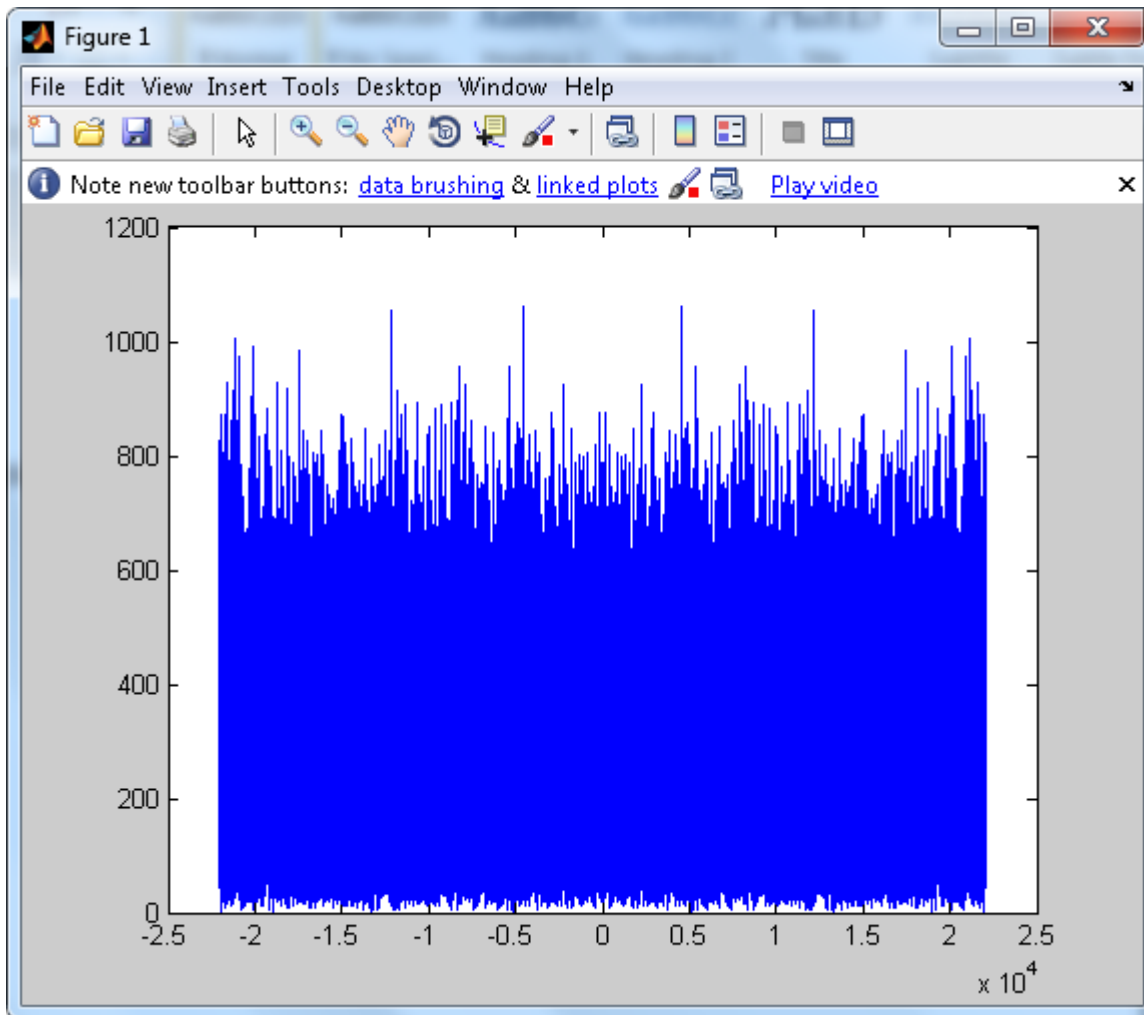 Figure 1
File Edit View Insert Tools Desktop Window Help
Note new toolbar buttons: data brushing & linked plots Play video
1200
1000
800
600
400
200
0
-2.5 -2 -1.5 -1 -0.5 0 0.5 1 1.5 2 2.5
x 10^4